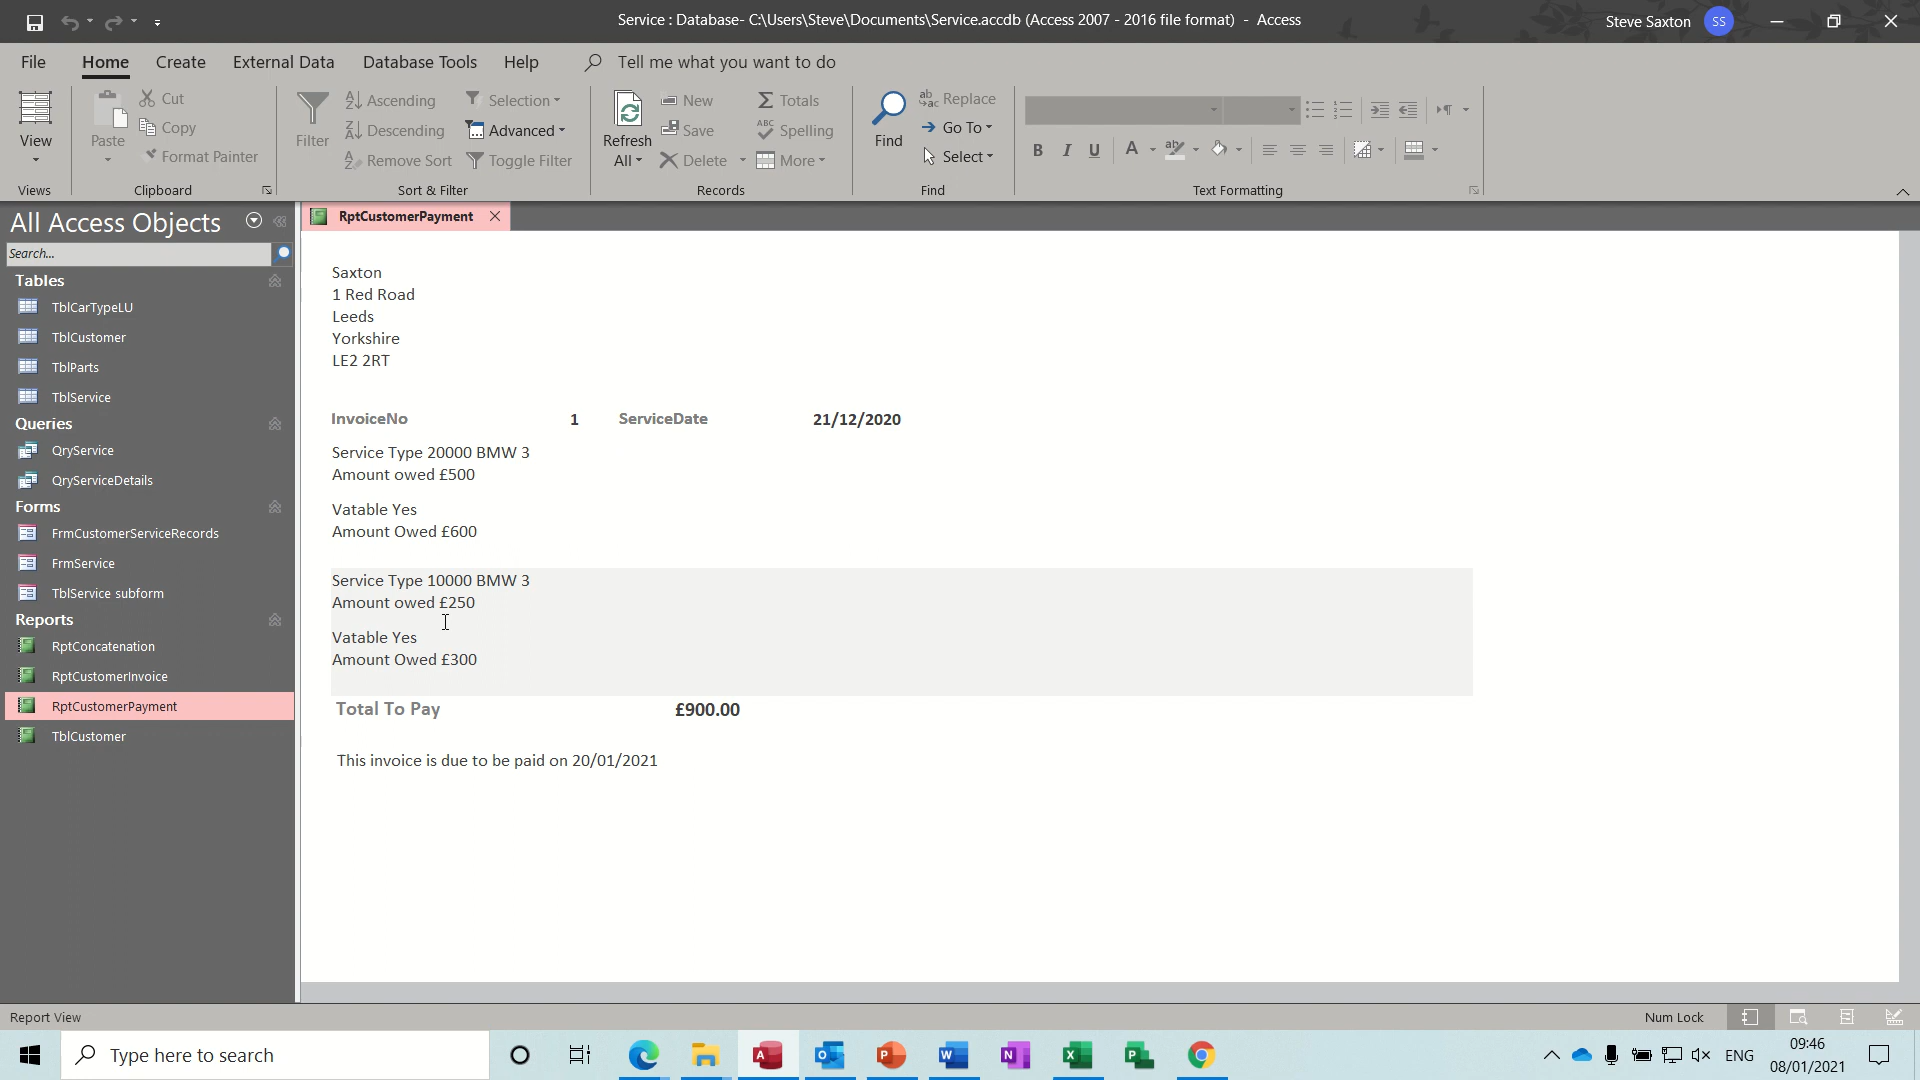 Service : Database- C:\Users\Steve\Documents\Service.accdb (Access 2007 - 2016 file format) - Access
Steve Saxton
SS
File Home Create External Data Database Tools Help Tell me what you want to do
View
Views
Paste
Cut
Copy
Format Painter
Clipboard
Filter
Ascending
Descending
Remove Sort
Selection
Advanced
Toggle Filter
Sort & Filter
Refresh
All
New
Save
Delete
Totals
Spelling
More
Records
Find
Replace
Go To
Select
Find
B I U A
Text Formatting
All Access Objects
Search...
Tables
TblCarTypeLU
TblCustomer
TblParts
TblService
Queries
QryService
QryServiceDetails
Forms
FrmCustomerServiceRecords
FrmService
TblService subform
Reports
RptConcatenation
RptCustomerInvoice
RptCustomerPayment
TblCustomer
RptCustomerPayment
Saxton
1 Red Road
Leeds
Yorkshire
LE2 2RT
InvoiceNo 1 ServiceDate 21/12/2020
Service Type 20000 BMW 3
Amount owed £500
Vatable Yes
Amount Owed £600
Service Type 10000 BMW 3
Amount owed £250
Vatable Yes
Amount Owed £300
Total To Pay £900.00
This invoice is due to be paid on 20/01/2021
Report View
Num Lock
Type here to search
ENG
09:46
08/01/2021